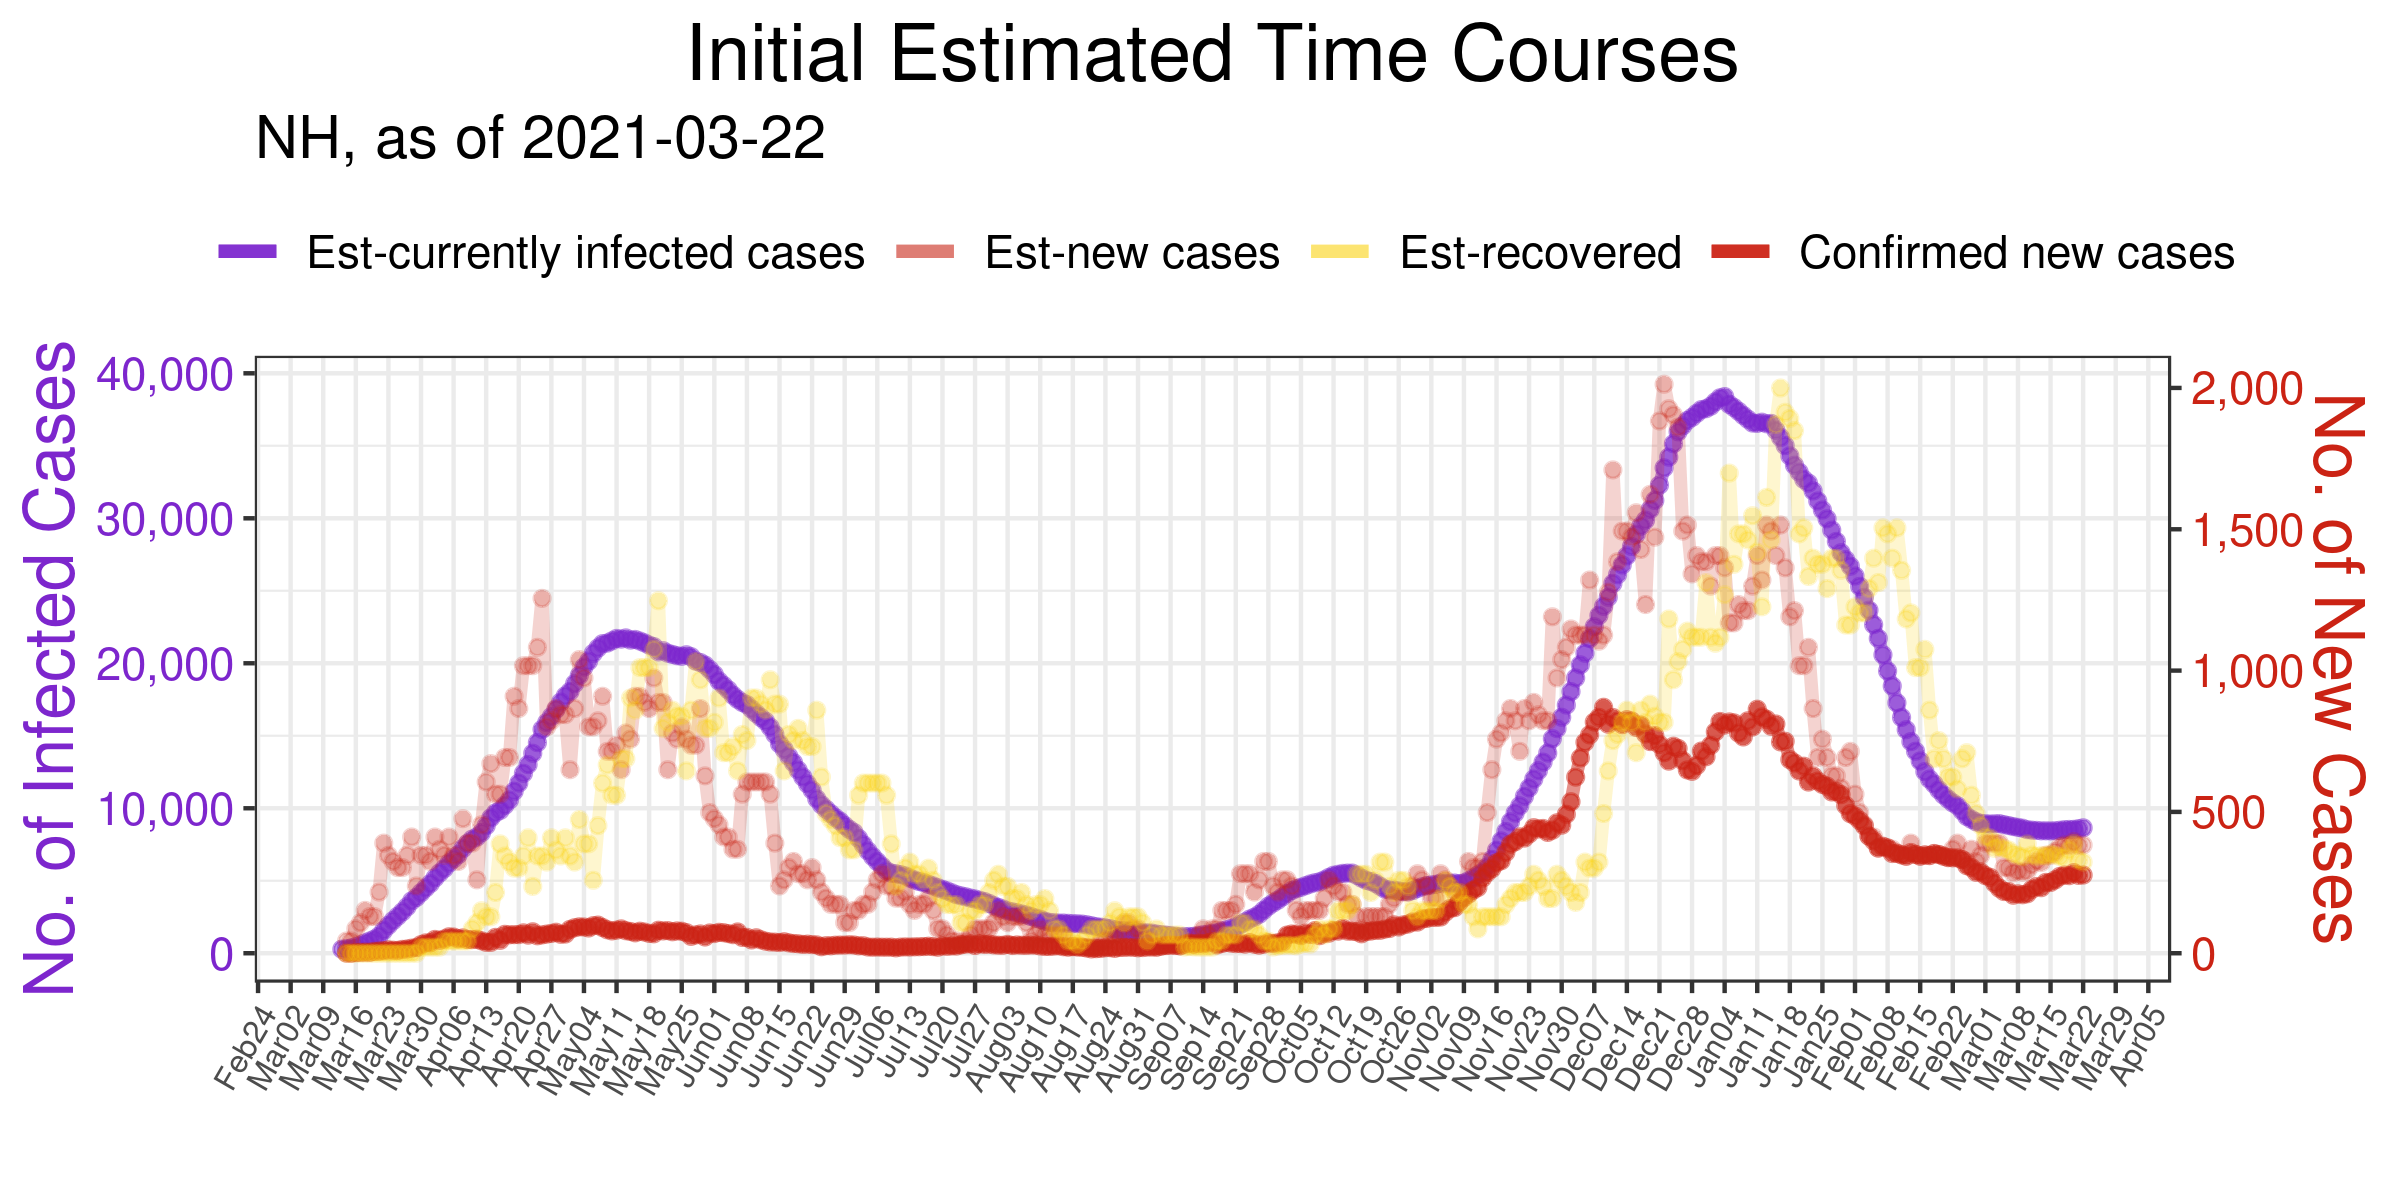 Initial Estimated Time Courses
NH, as of 2021-03-22
Est-currently infected cases Est-new cases Est-recovered Confirmed new cases
No. of Infected Cases
40,000
30,000
20,000
10,000
0
2,000
1,500
1,000
500
0
No. of New Cases
Feb24 Mar02 Mar09 Mar16 Mar23 Mar30 Apr06 Apr13 Apr20 Apr27 May04 May11 May18 May25 Jun01 Jun08 Jun15 Jun22 Jun29 Jul06 Jul13 Jul20 Jul27 Aug03 Aug10 Aug17 Aug24 Aug31 Sep07 Sep14 Sep21 Sep28 Oct05 Oct12 Oct19 Oct26 Nov02 Nov09 Nov16 Nov23 Nov30 Dec07 Dec14 Dec21 Dec28 Jan04 Jan11 Jan18 Jan25 Feb01 Feb08 Feb15 Feb22 Mar01 Mar08 Mar15 Mar22 Mar29 Apr05